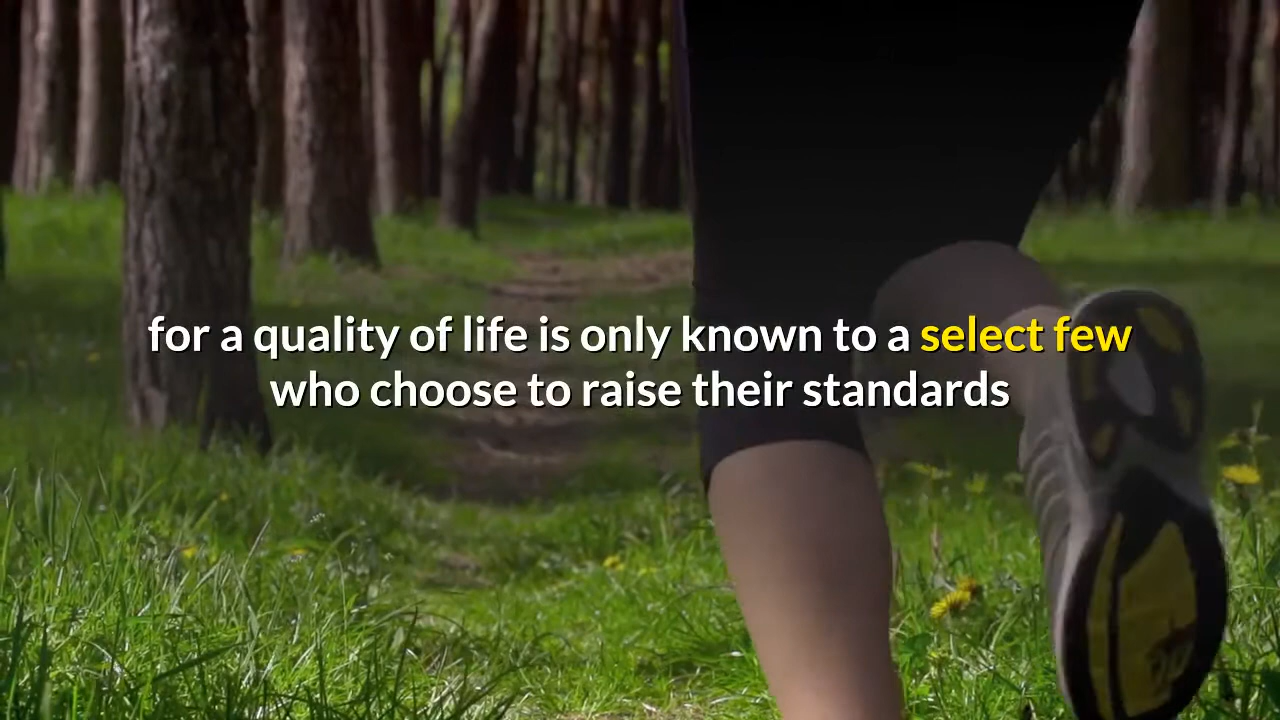 for a quality of life is only known to a select few
who choose to raise their standards